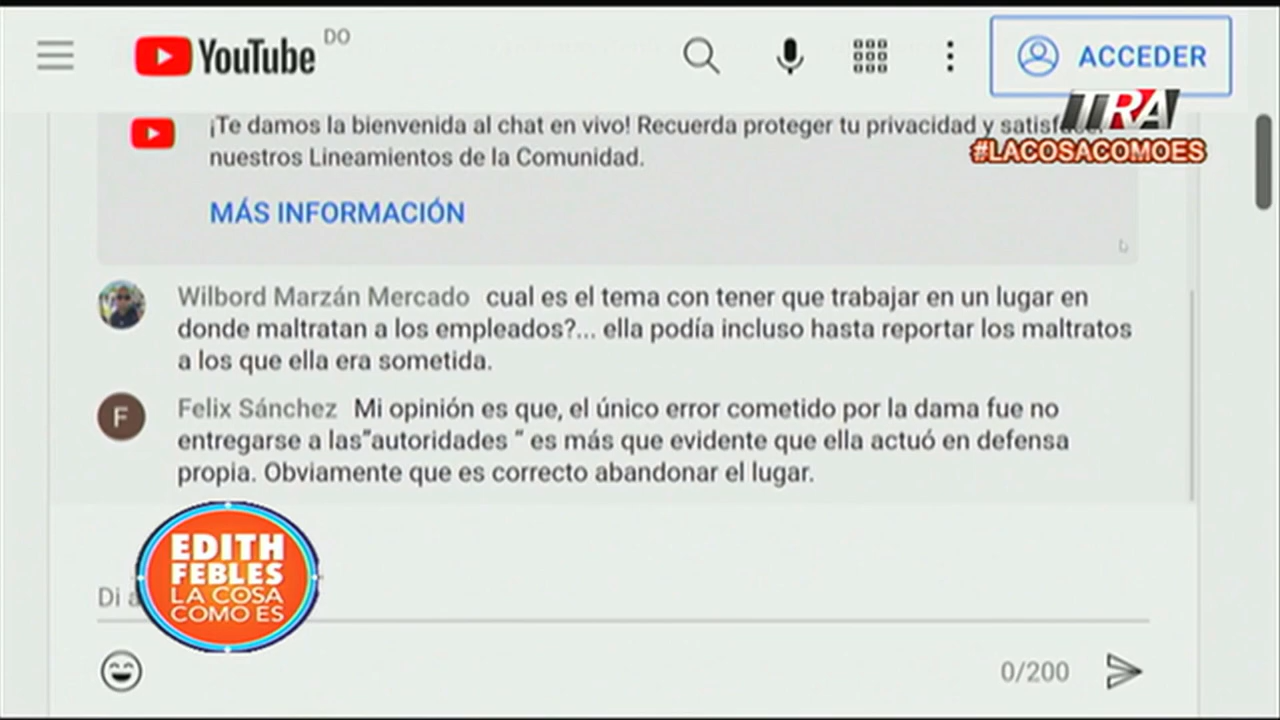 YouTube DO
ACCEDER
TRA
#LACOSACOMOES
¡Te damos la bienvenida al chat en vivo! Recuerda proteger tu privacidad y
nuestros Lineamientos de la Comunidad.
MÁS INFORMACIÓN
Wilbord Marzán Mercado cual es el tema con tener que trabajar en un lugar en
donde maltratan a los empleados?... ella podía incluso hasta reportar los maltratos
a los que ella era sometida.
F
Felix Sánchez Mi opinión es que, el único error cometido por la dama fue no
entregarse a las"autoridades " es más que evidente que ella actuó en defensa
propia. Obviamente que es correcto abandonar el lugar.
EDITH
FEBLES
LA COSA
COMO ES
Di
0/200